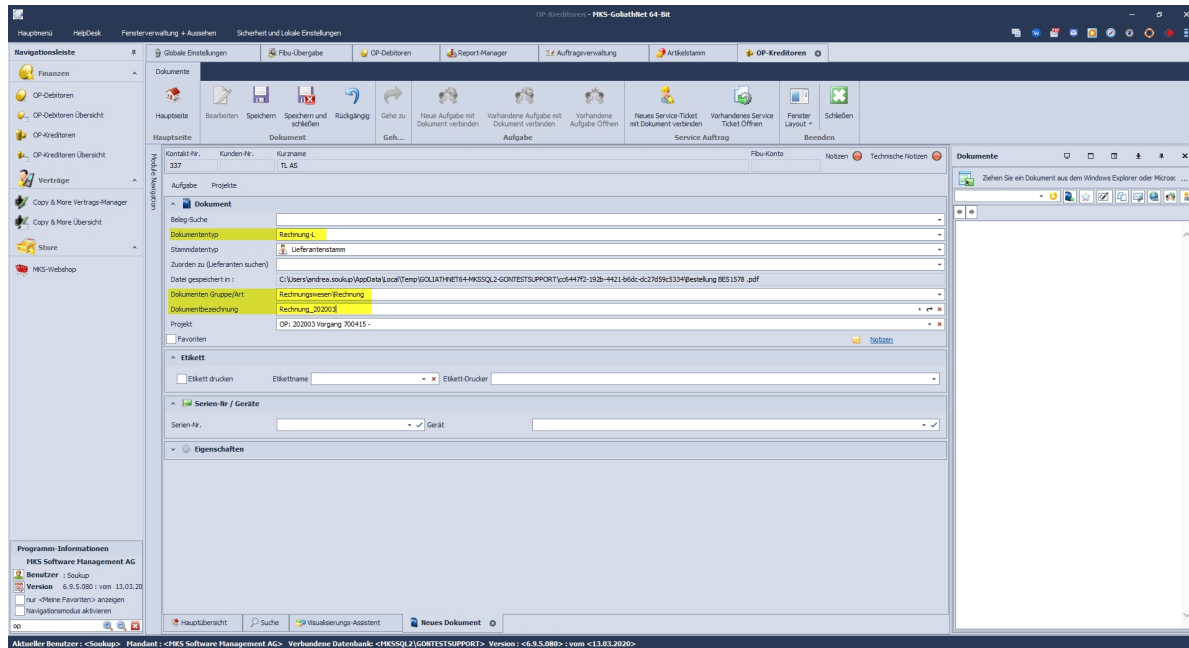 OP-Kreditoren - MKS-GoliathNet 64-Bit
Hauptmenü HelpDesk Fensterverwaltung + Aussehen Sicherheit und Lokale Einstellungen
Navigationsleiste
Globale Einstellungen Fibu-Übergabe OP-Debitoren Report-Manager Auftragsverwaltung Artikelstamm OP-Kreditoren
Finanzen
OP-Debitoren
OP-Debitoren Übersicht
OP-Kreditoren
OP-Kreditoren Übersicht
Verträge
Copy & More Vertrags-Manager
Copy & More Übersicht
Store
MKS-Webshop
Dokumente
Hauptseite Bearbeiten Speichern Speichern und schließen Rückgängig Gehe zu Neue Aufgabe mit Dokument verbinden Vorhandene Aufgabe mit Dokument verbinden Vorhandene Aufgabe Öffnen Neues Service-Ticket mit Dokument verbinden Vorhandenes Service Ticket Öffnen Fenster Layout Schließen
Hauptseite Dokument Geh... Aufgabe Service Auftrag Beenden
Module Navigation
Kontakt-Nr. Kunden-Nr. Kurzname Fibu-Konto Notizen Technische Notizen
337 TL AS
Aufgabe Projekte
Dokument
Beleg-Suche
Dokumententyp Rechnung-L
Stammdatentyp Lieferantenstamm
Zuorden zu (Lieferanten suchen)
Datei gespeichert in : C:\Users\andrea.soukup\AppData\Local\Temp\GOLIATHNET64-MKSSQL2-GONTESTSUPPORT\cc6447f2-192b-4421-b6dc-dc27d59c5334\Bestellung BES1578 .pdf
Dokumenten Gruppe/Art Rechnungswesen\Rechnung
Dokumentbezeichnung Rechnung_202003
Projekt OP: 202003 Vorgang 700415 -
Favoriten Notizen
Etikett
Etikett drucken Etikettname Etikett-Drucker
Serien-Nr / Geräte
Serien-Nr. Gerät
Eigenschaften
Dokumente
Ziehen Sie ein Dokument aus dem Windows Explorer oder Microsc ...
Programm-Informationen
MKS Software Management AG
Benutzer : Soukup
Version 6.9.5.080 : vom 13.03.20
nur <Meine Favoriten> anzeigen
Navigationsmodus aktivieren
op
Hauptübersicht Suche Visualisierungs-Assistent Neues Dokument
Aktueller Benutzer : <Soukup> Mandant : <MKS Software Management AG> Verbundene Datenbank: <MKSSQL2\GONTESTSUPPORT> Version : <6.9.5.080> : vom <13.03.2020>